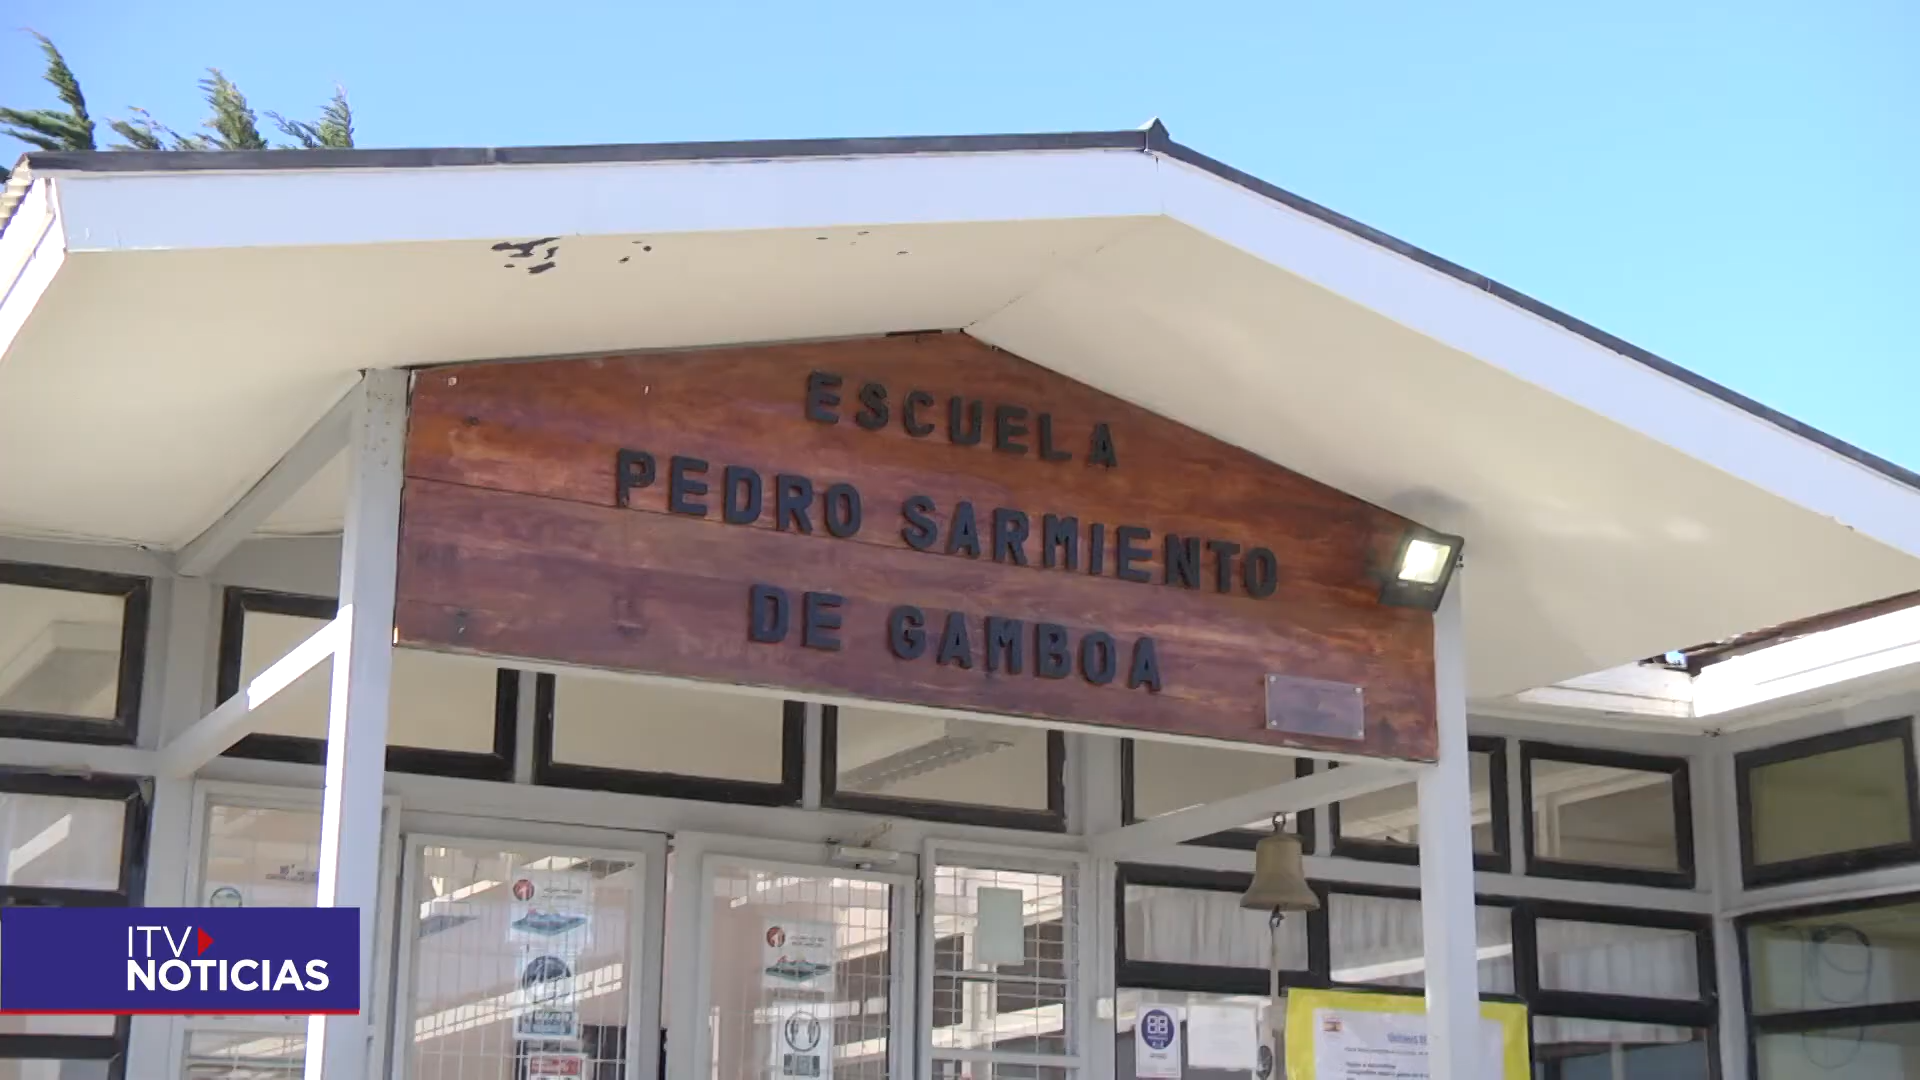 ESCUELA
PEDRO SARMIENTO
DE GAMBOA
ITV
NOTICIAS